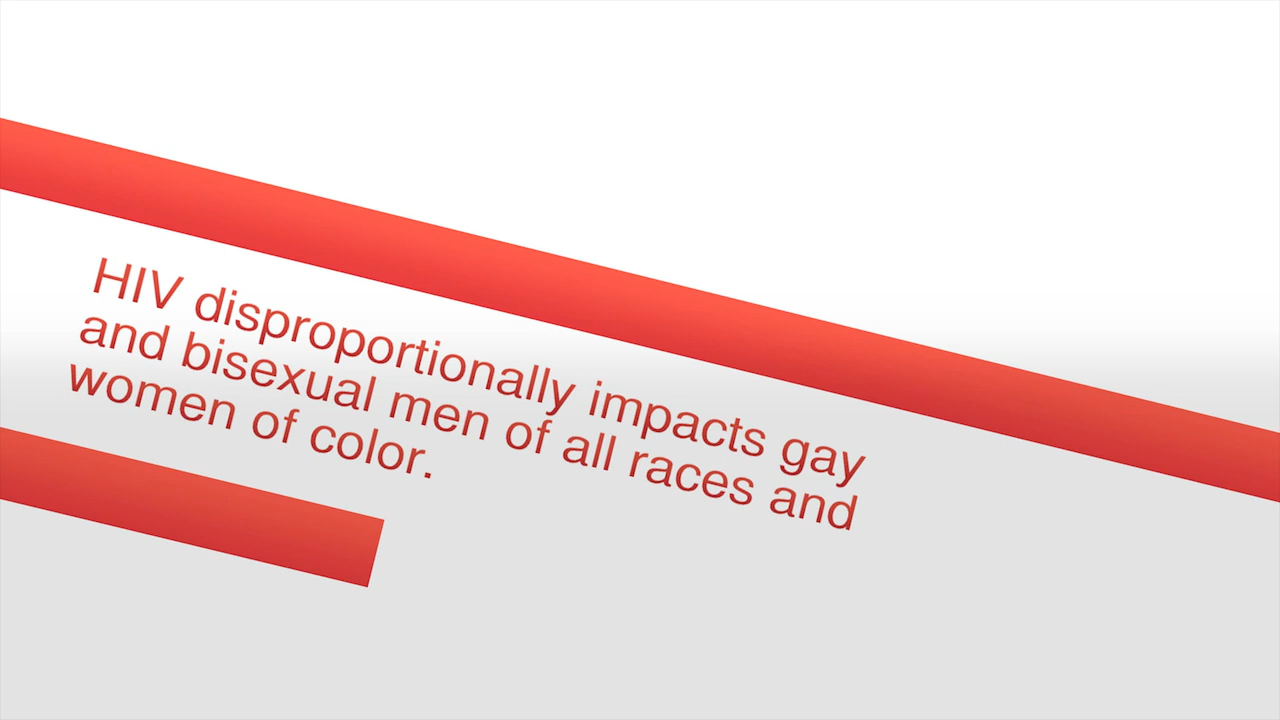 HIV disproportionally impacts gay
and bisexual men of all races and
women of color.